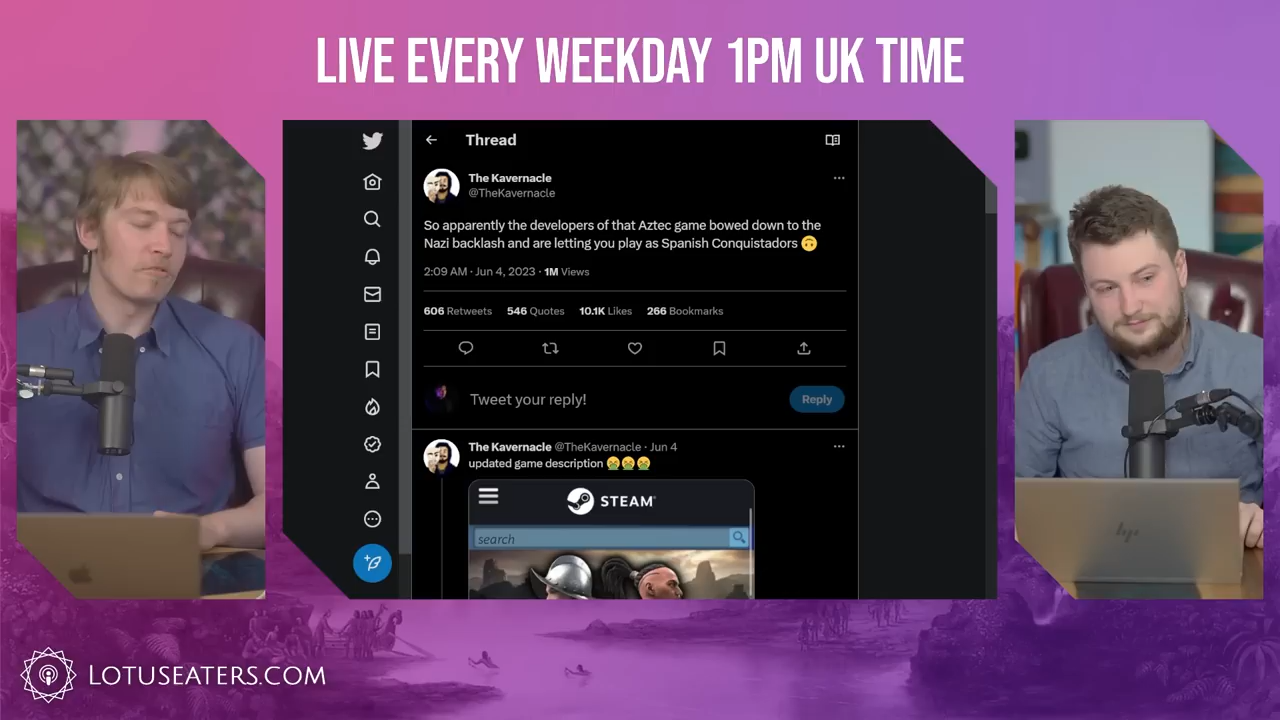 LIVE EVERY WEEKDAY 1PM UK TIME
Thread
The Kavernacle
@TheKavernacle
So apparently the developers of that Aztec game bowed down to the
Nazi backlash and are letting you play as Spanish Conquistadors 🙃
2:09 AM · Jun 4, 2023 · 1M Views
606 Retweets 546 Quotes 10.1K Likes 266 Bookmarks
Tweet your reply!
Reply
The Kavernacle @TheKavernacle · Jun 4
updated game description 🤮🤮🤮
STEAM
search
hp
LOTUSEATERS.COM